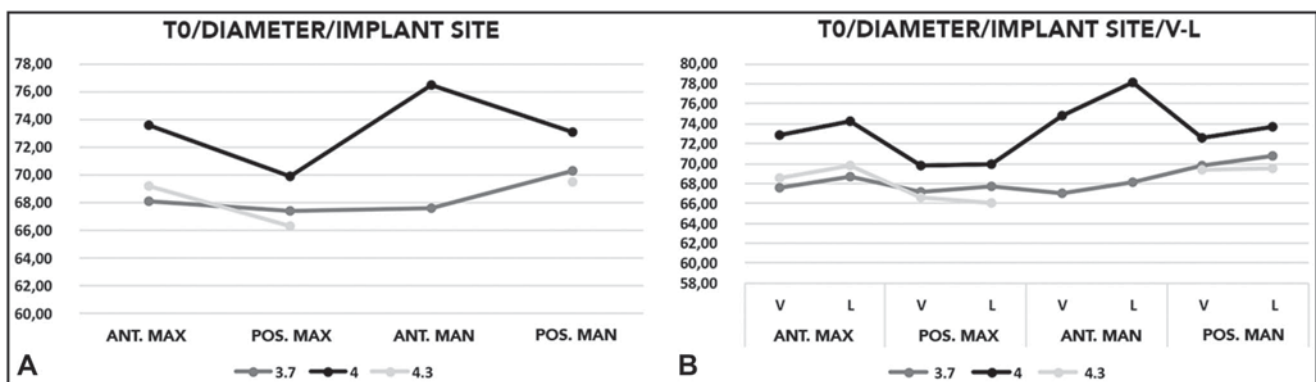 T0/DIAMETER/IMPLANT SITE
78,00
76,00
74,00
72,00
70,00
68,00
66,00
64,00
62,00
60,00
ANT. MAX POS. MAX ANT. MAN POS. MAN
A
3.7 4 4.3
T0/DIAMETER/IMPLANT SITE/V-L
80,00
78,00
76,00
74,00
72,00
70,00
68,00
66,00
64,00
62,00
60,00
58,00
V L V L V L V L
ANT. MAX POS. MAX ANT. MAN POS. MAN
B
3.7 4 4.3